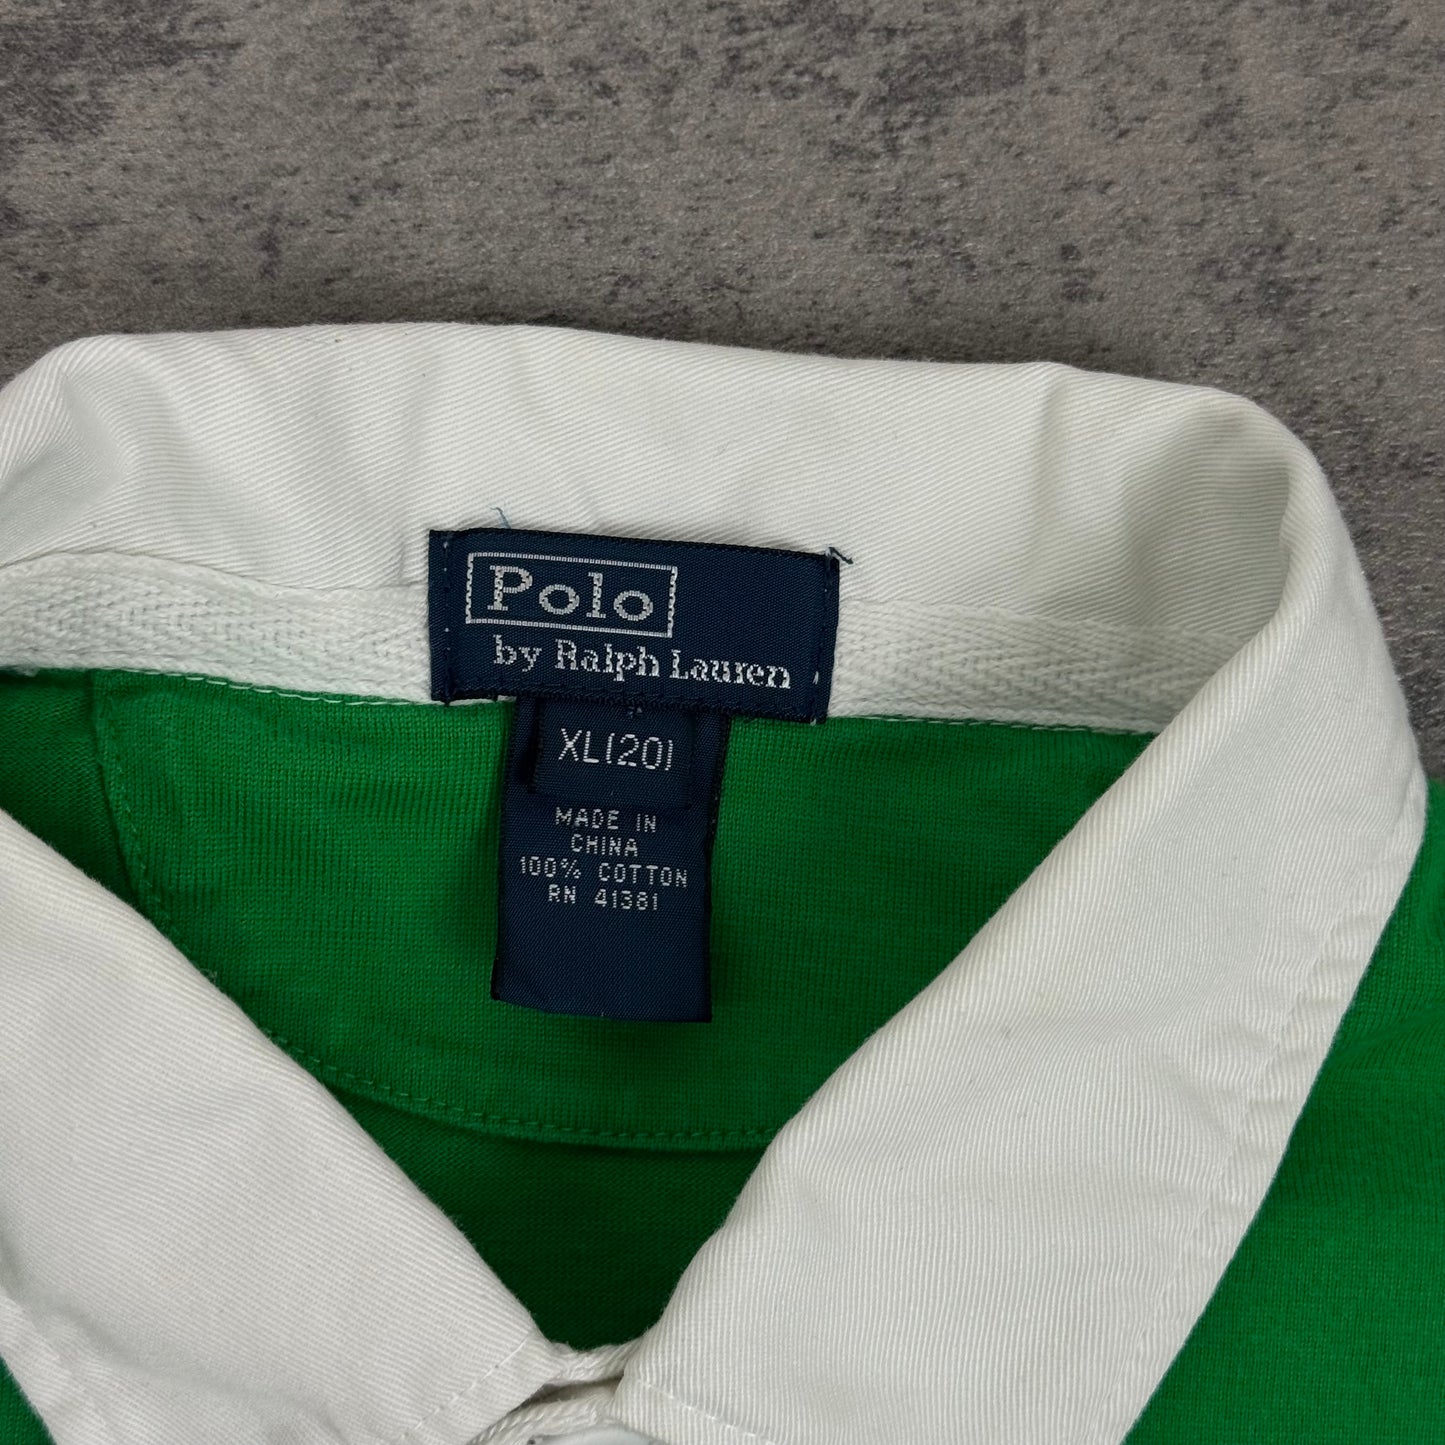 Polo
by Ralph Lauren
XL(20)
MADE IN
CHINA
100% COTTON
RN 41381